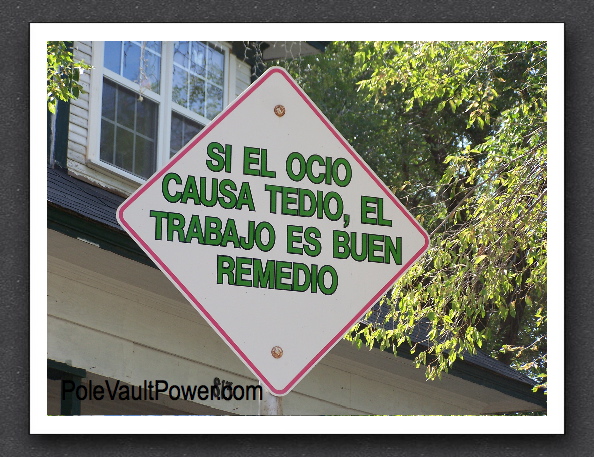 SI EL OCIO
CAUSA TEDIO, EL
TRABAJO ES BUEN
REMEDIO
PoleVaultPower.com